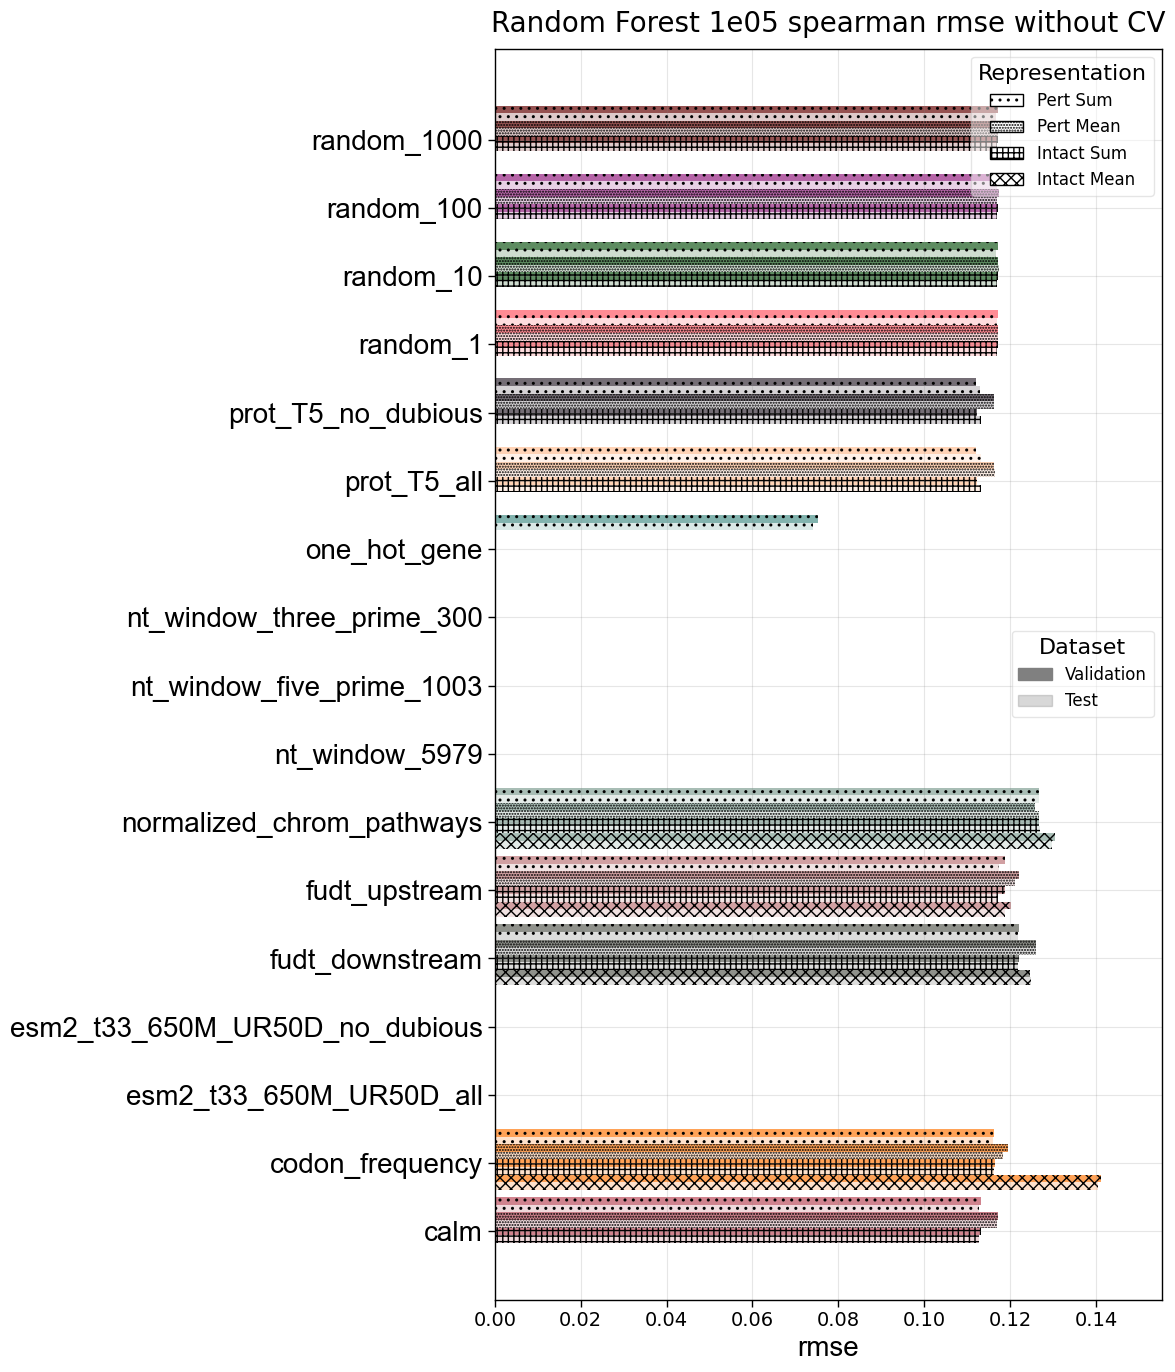 Random Forest 1e05 spearman rmse without CV
Representation
Pert Sum
Pert Mean
Intact Sum
Intact Mean
random_1000
random_100
random_10
random_1
prot_T5_no_dubious
prot_T5_all
one_hot_gene
nt_window_three_prime_300
Dataset
Validation
Test
nt_window_five_prime_1003
nt_window_5979
normalized_chrom_pathways
fudt_upstream
fudt_downstream
esm2_t33_650M_UR50D_no_dubious
esm2_t33_650M_UR50D_all
codon_frequency
calm
0.00 0.02 0.04 0.06 0.08 0.10 0.12 0.14
rmse